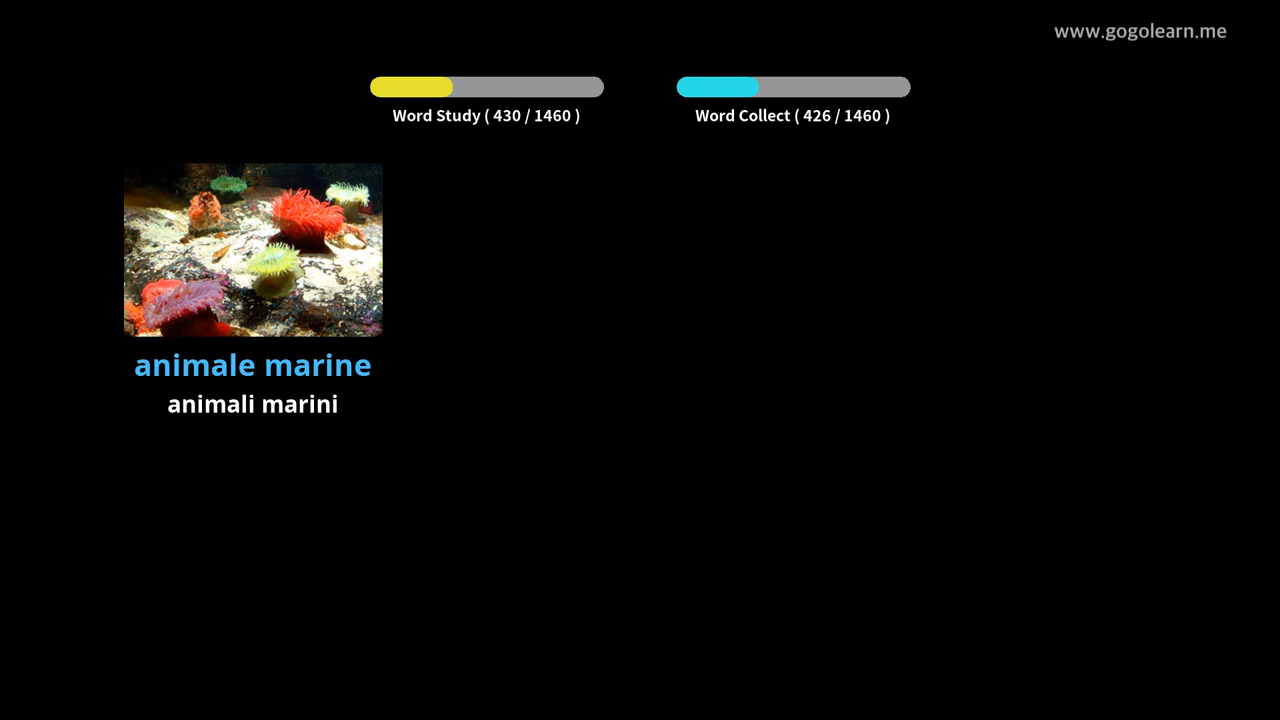 www.gogolearn.me
Word Study ( 430 / 1460 )
Word Collect ( 426 / 1460 )
animale marine
animali marini